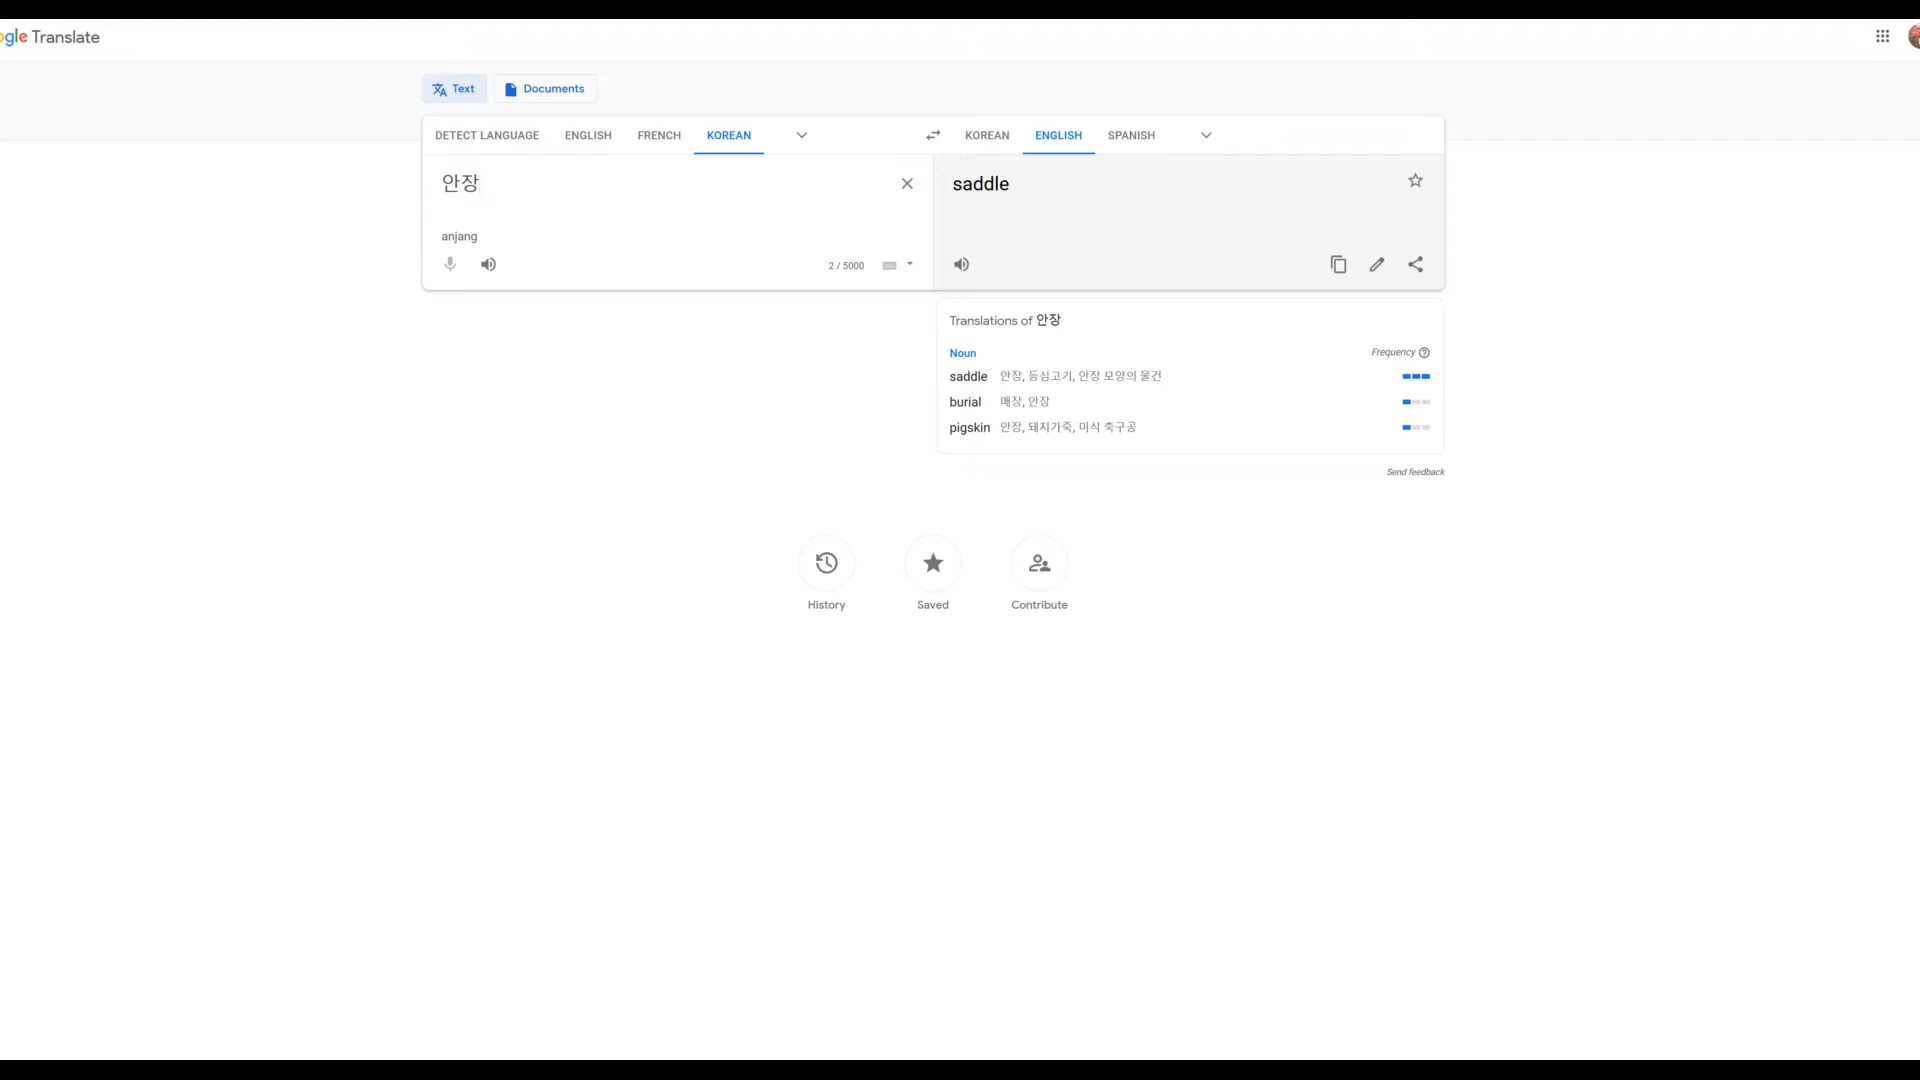 ogle Translate
Text
Documents
DETECT LANGUAGE ENGLISH FRENCH KOREAN
KOREAN ENGLISH SPANISH
안장
saddle
anjang
2 / 5000
Translations of 안장
Noun Frequency
saddle 안장, 등심고기, 안장 모양의 물건
burial 매장, 안장
pigskin 안장, 돼지가죽, 미식 축구공
Send feedback
History Saved Contribute